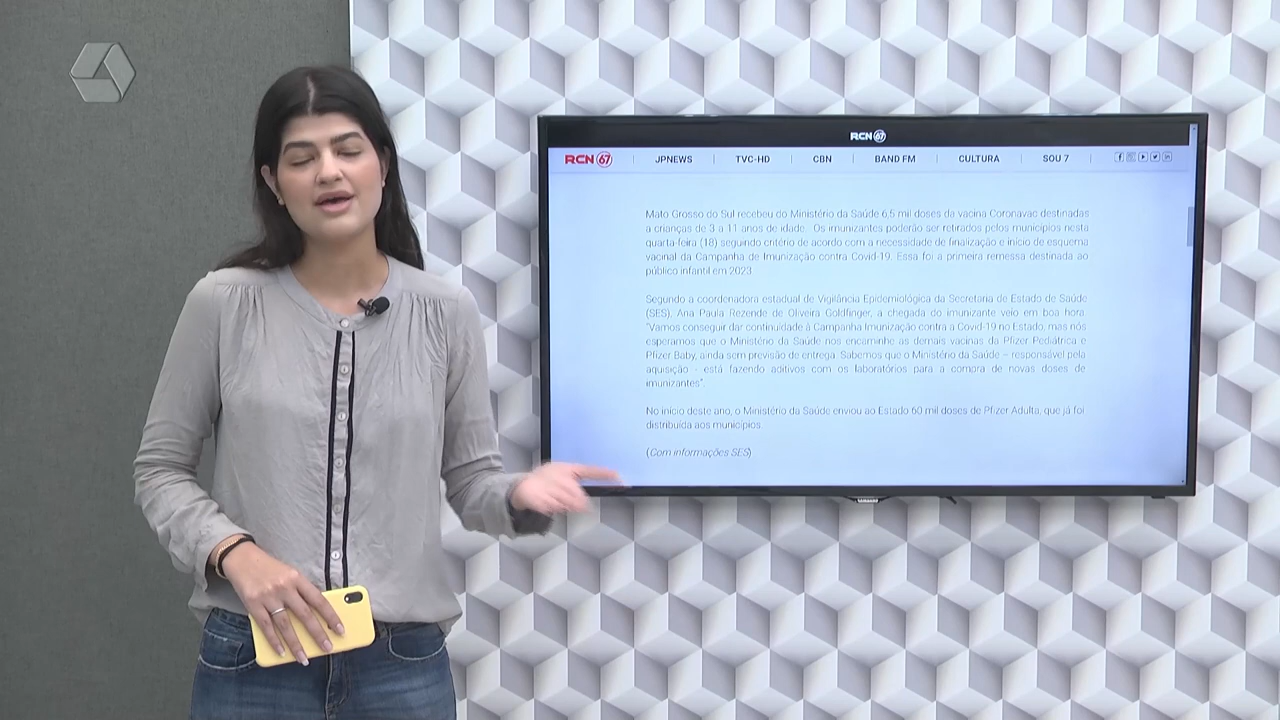 RCN 67
RCN 67 JPNEWS TVC-HD CBN BAND FM CULTURA SOU 7
Mato Grosso do Sul recebeu do Ministério da Saúde 6,5 mil doses da vacina Coronavac destinadas
a crianças de 3 a 11 anos de idade. Os imunizantes poderão ser retirados pelos municípios nesta
quarta-feira (18) seguindo critério de acordo com a necessidade de finalização e início de esquema
vacinal da Campanha de Imunização contra Covid-19. Essa foi a primeira remessa destinada ao
público infantil em 2023.
Segundo a coordenadora estadual de Vigilância Epidemiológica da Secretaria de Estado de Saúde
(SES), Ana Paula Rezende de Oliveira Goldfinger, a chegada do imunizante veio em boa hora.
"Vamos conseguir dar continuidade à Campanha Imunização contra a Covid-19 no Estado, mas nós
esperamos que o Ministério da Saúde nos encaminhe as demais vacinas da Pfizer Pediátrica e
Pfizer Baby, ainda sem previsão de entrega. Sabemos que o Ministério da Saúde – responsável pela
aquisição - está fazendo aditivos com os laboratórios para a compra de novas doses de
imunizantes".
No início deste ano, o Ministério da Saúde enviou ao Estado 60 mil doses de Pfizer Adulta, que já foi
distribuída aos municípios.
(Com informações SES)